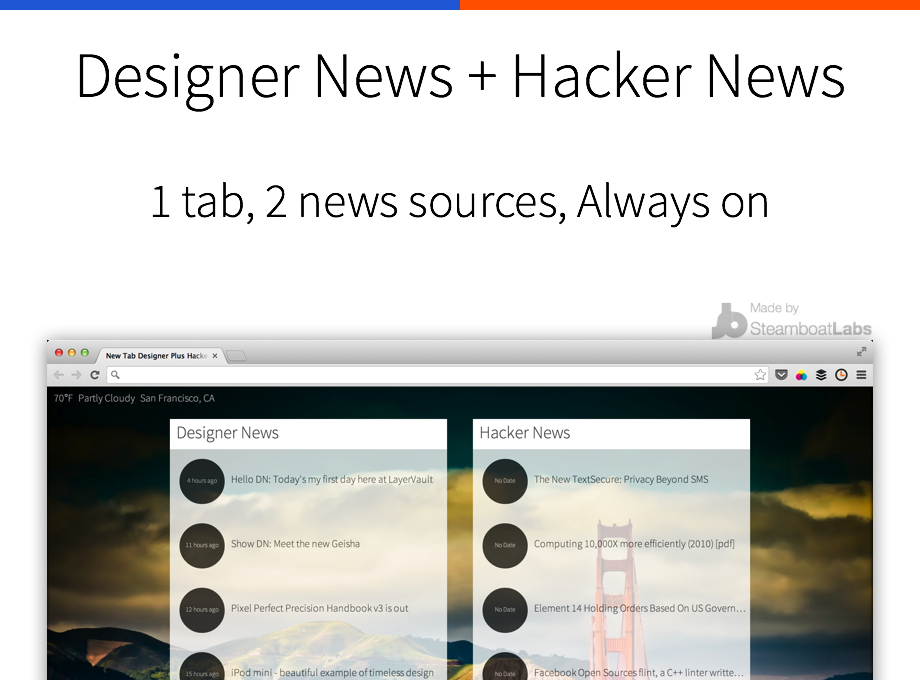 Designer News + Hacker News
1 tab, 2 news sources, Always on
Made by
SteamboatLabs
New Tab Designer Plus Hacke
70°F Partly Cloudy San Francisco, CA
Designer News
4 hours ago
Hello DN: Today's my first day here at LayerVault
11 hours ago
Show DN: Meet the new Geisha
12 hours ago
Pixel Perfect Precision Handbook v3 is out
15 hours ago
iPod mini - beautiful example of timeless design
Hacker News
No Date
The New TextSecure: Privacy Beyond SMS
No Date
Computing 10,000X more efficiently (2010) [pdf]
No Date
Element 14 Holding Orders Based On US Govern…
No Date
Facebook Open Sources flint, a C++ linter writte…